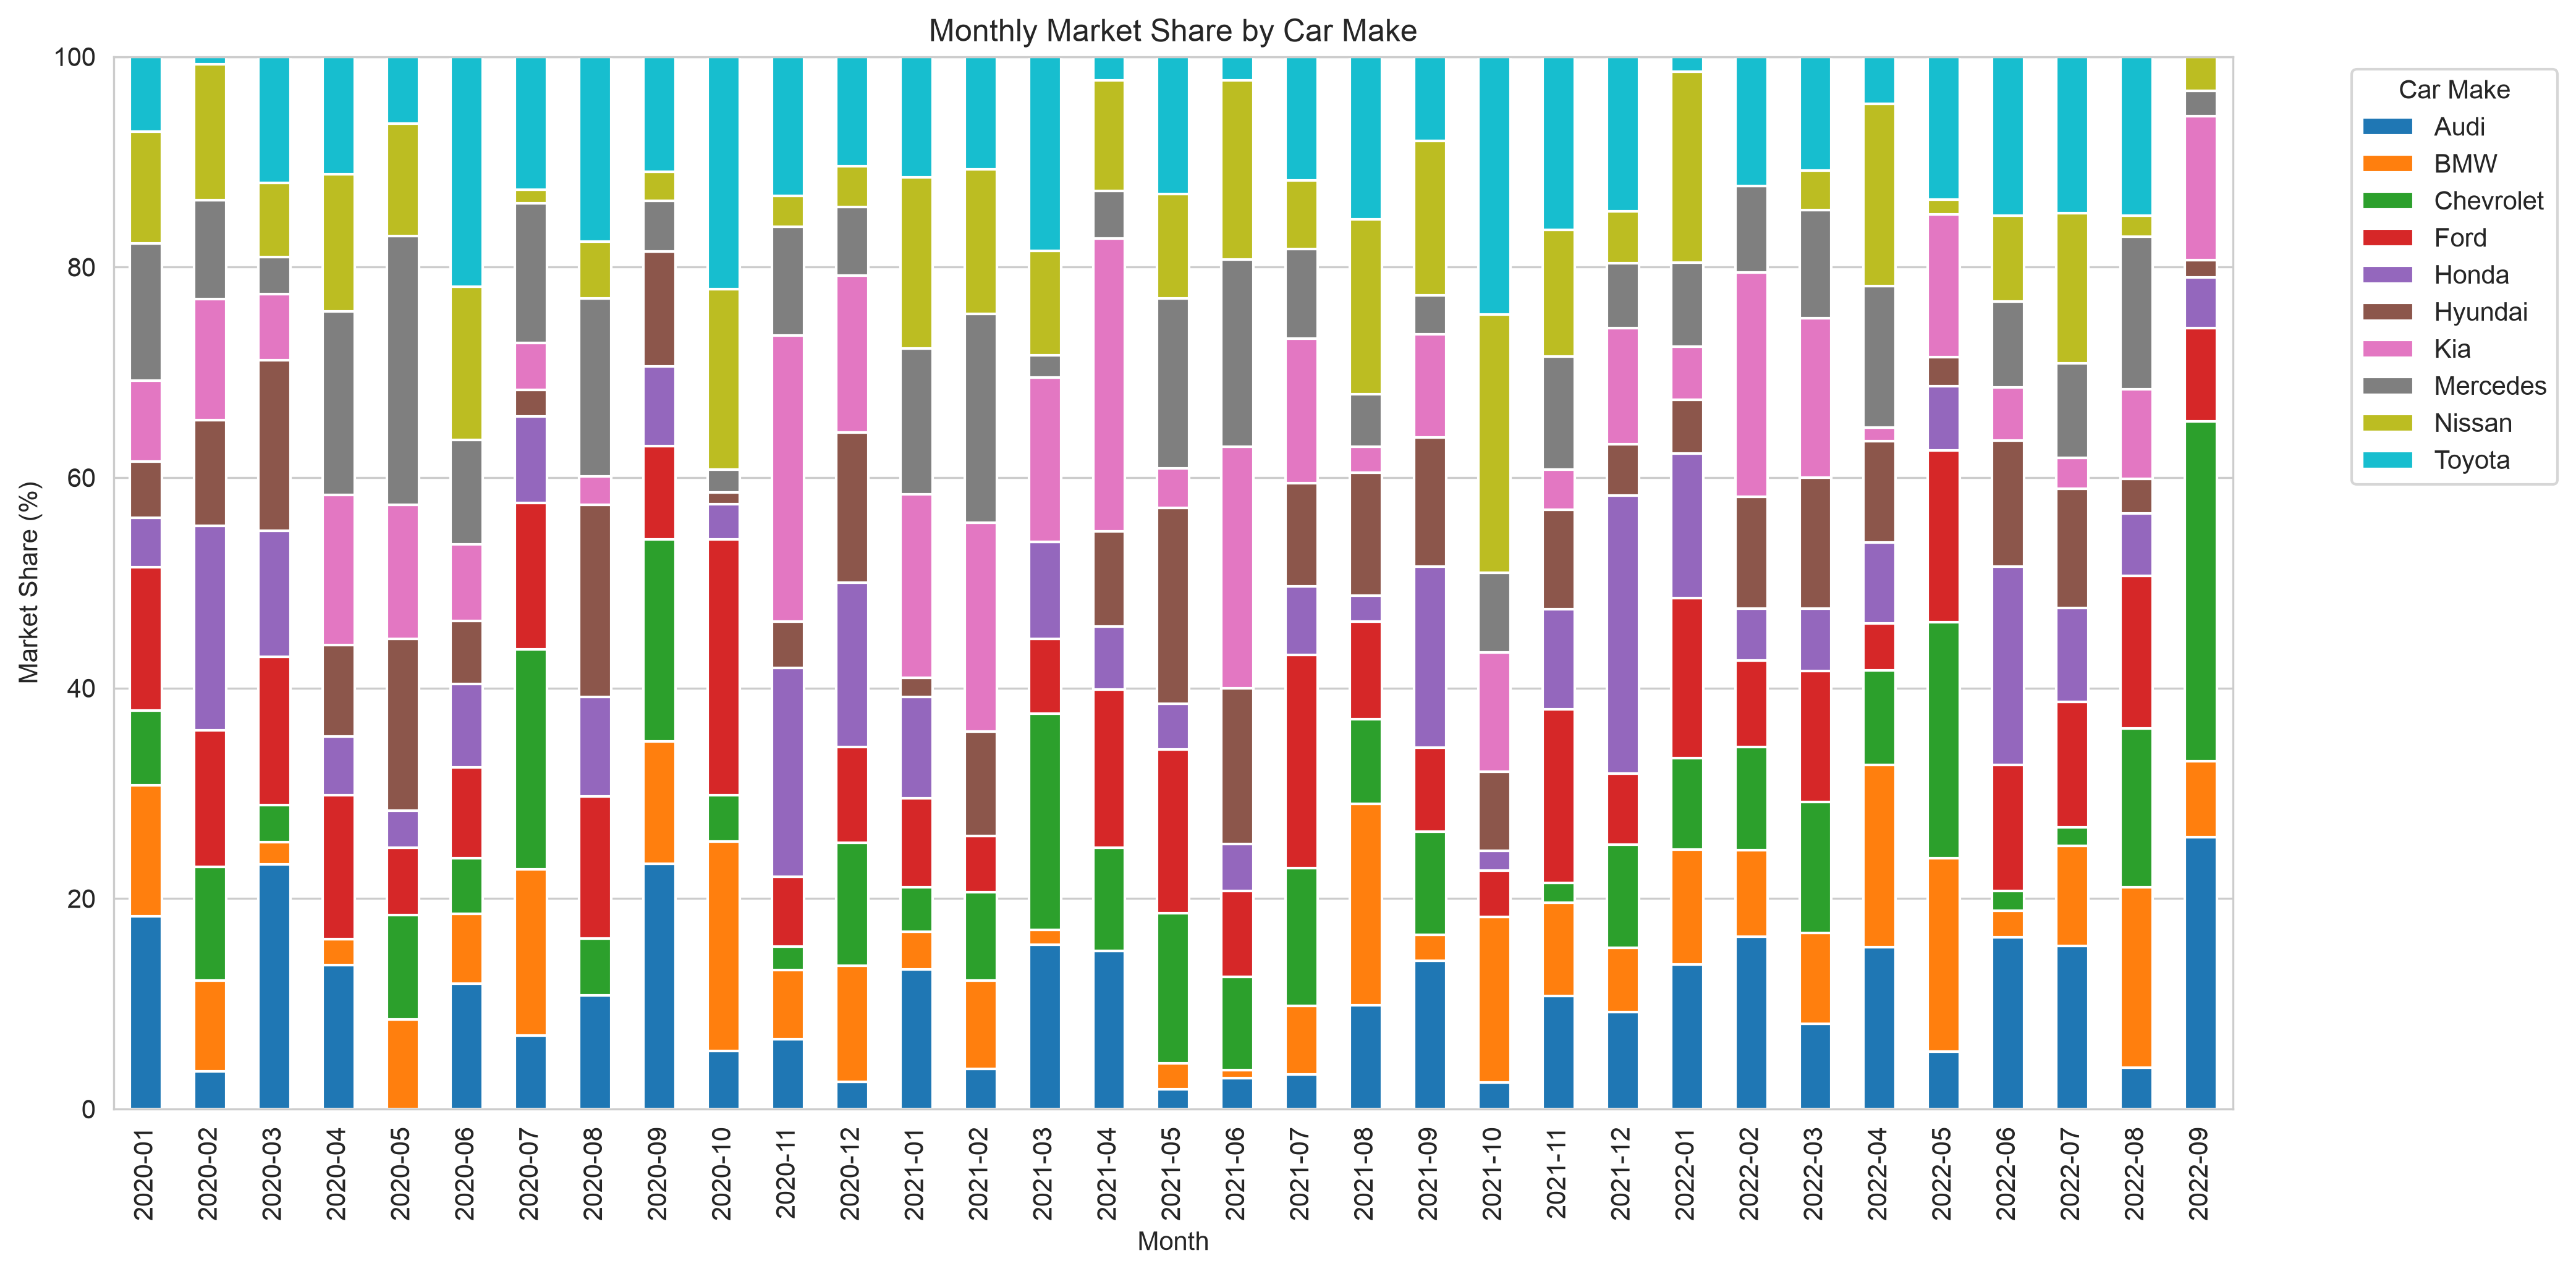 Monthly Market Share by Car Make
Market Share (%)
100
80
60
40
20
0
2020-01
2020-02
2020-03
2020-04
2020-05
2020-06
2020-07
2020-08
2020-09
2020-10
2020-11
2020-12
2021-01
2021-02
2021-03
2021-04
2021-05
2021-06
2021-07
2021-08
2021-09
2021-10
2021-11
2021-12
2022-01
2022-02
2022-03
2022-04
2022-05
2022-06
2022-07
2022-08
2022-09
Month
Car Make
Audi
BMW
Chevrolet
Ford
Honda
Hyundai
Kia
Mercedes
Nissan
Toyota